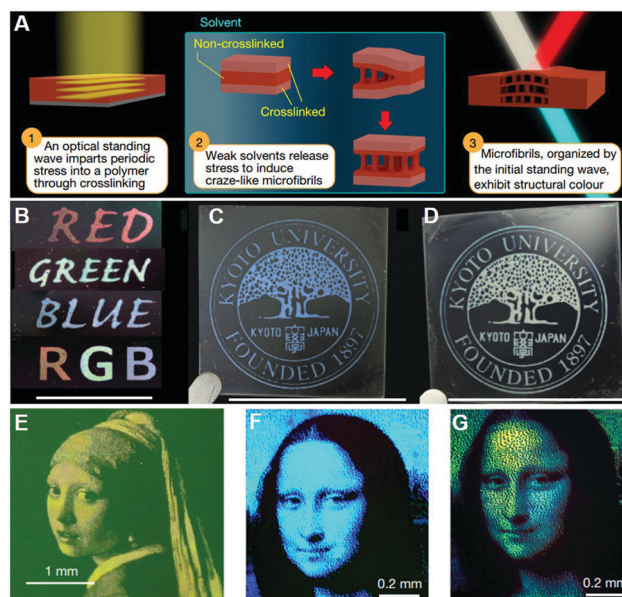 A
Solvent
Non-crosslinked
Crosslinked
1
An optical standing
wave imparts periodic
stress into a polymer
through crosslinking
2
Weak solvents release
stress to induce
craze-like microfibrils
3
Microfibrils, organized by
the initial standing wave,
exhibit structural colour
B
RED
GREEN
BLUE
RGB
C
KYOTO UNIVERSITY
KYOTO JAPAN
FOUNDED 1897
D
KYOTO UNIVERSITY
KYOTO JAPAN
FOUNDED 1897
E
1 mm
F
0.2 mm
G
0.2 mm